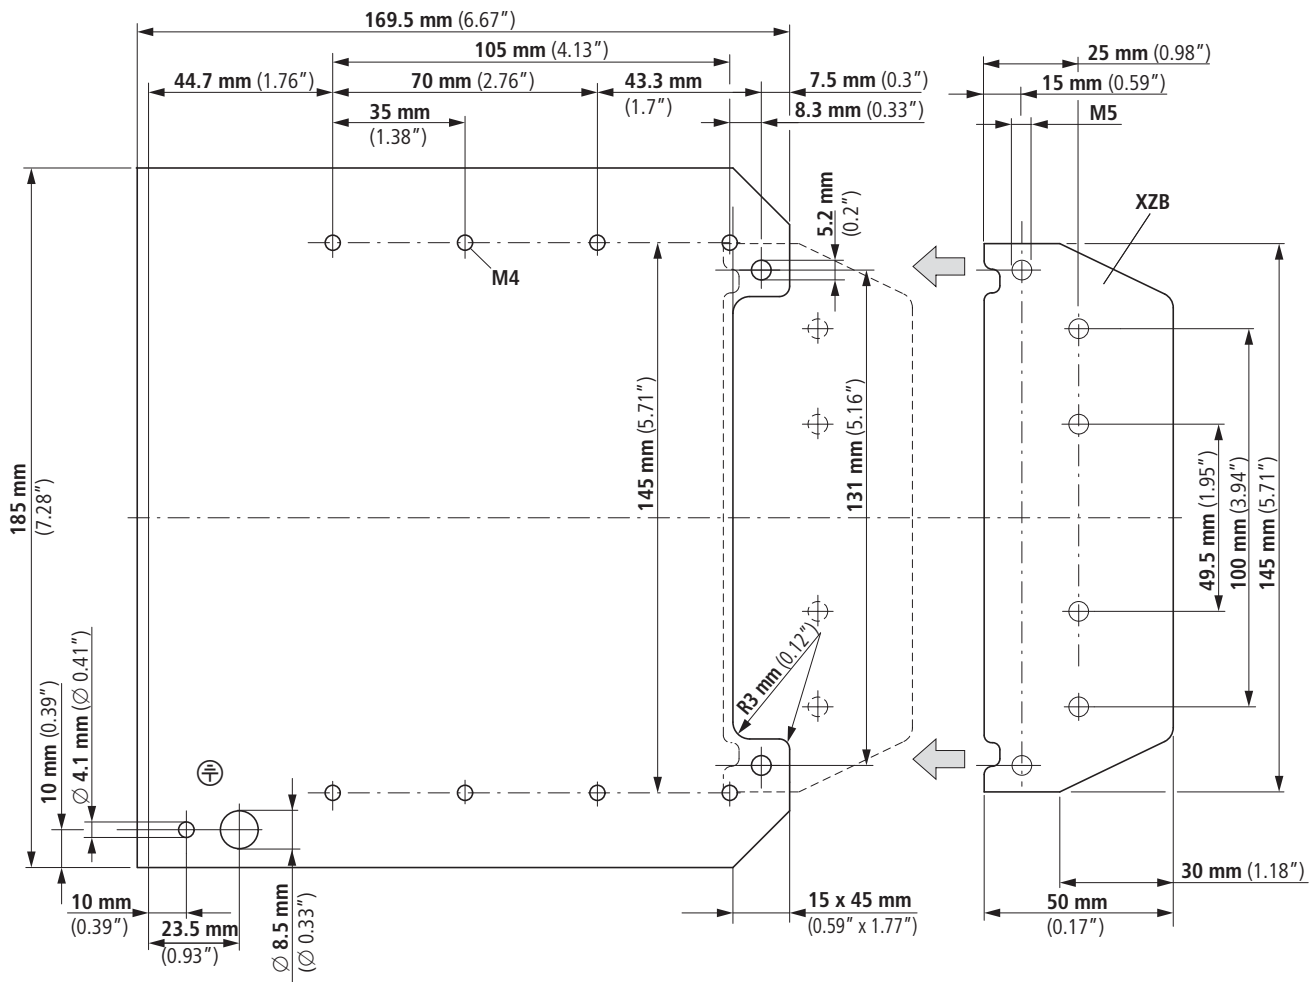 169.5 mm (6.67″)
105 mm (4.13″)
25 mm (0.98″)
44.7 mm (1.76″)
70 mm (2.76″)
43.3 mm
(1.7″)
7.5 mm (0.3″)
15 mm (0.59″)
35 mm
(1.38″)
8.3 mm (0.33″)
M5
5.2 mm
(0.2″)
XZB
M4
185 mm
(7.28″)
145 mm (5.71″)
131 mm (5.16″)
49.5 mm (1.95″)
100 mm (3.94″)
145 mm (5.71″)
R3 mm (0.12″)
10 mm (0.39″)
∅ 4.1 mm (∅ 0.41″)
10 mm
(0.39″)
23.5 mm
(0.93″)
∅ 8.5 mm
(∅ 0.33″)
15 x 45 mm
(0.59″ x 1.77″)
30 mm (1.18″)
50 mm
(0.17″)